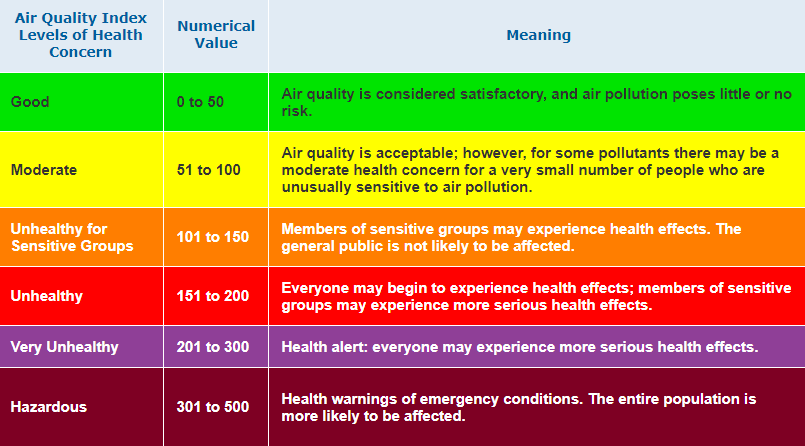 Air Quality Index
Levels of Health
Concern
Numerical
Value
Meaning
Good
0 to 50
Air quality is considered satisfactory, and air pollution poses little or no
risk.
Moderate
51 to 100
Air quality is acceptable; however, for some pollutants there may be a
moderate health concern for a very small number of people who are
unusually sensitive to air pollution.
Unhealthy for
Sensitive Groups
101 to 150
Members of sensitive groups may experience health effects. The
general public is not likely to be affected.
Unhealthy
151 to 200
Everyone may begin to experience health effects; members of sensitive
groups may experience more serious health effects.
Very Unhealthy
201 to 300
Health alert: everyone may experience more serious health effects.
Hazardous
301 to 500
Health warnings of emergency conditions. The entire population is
more likely to be affected.